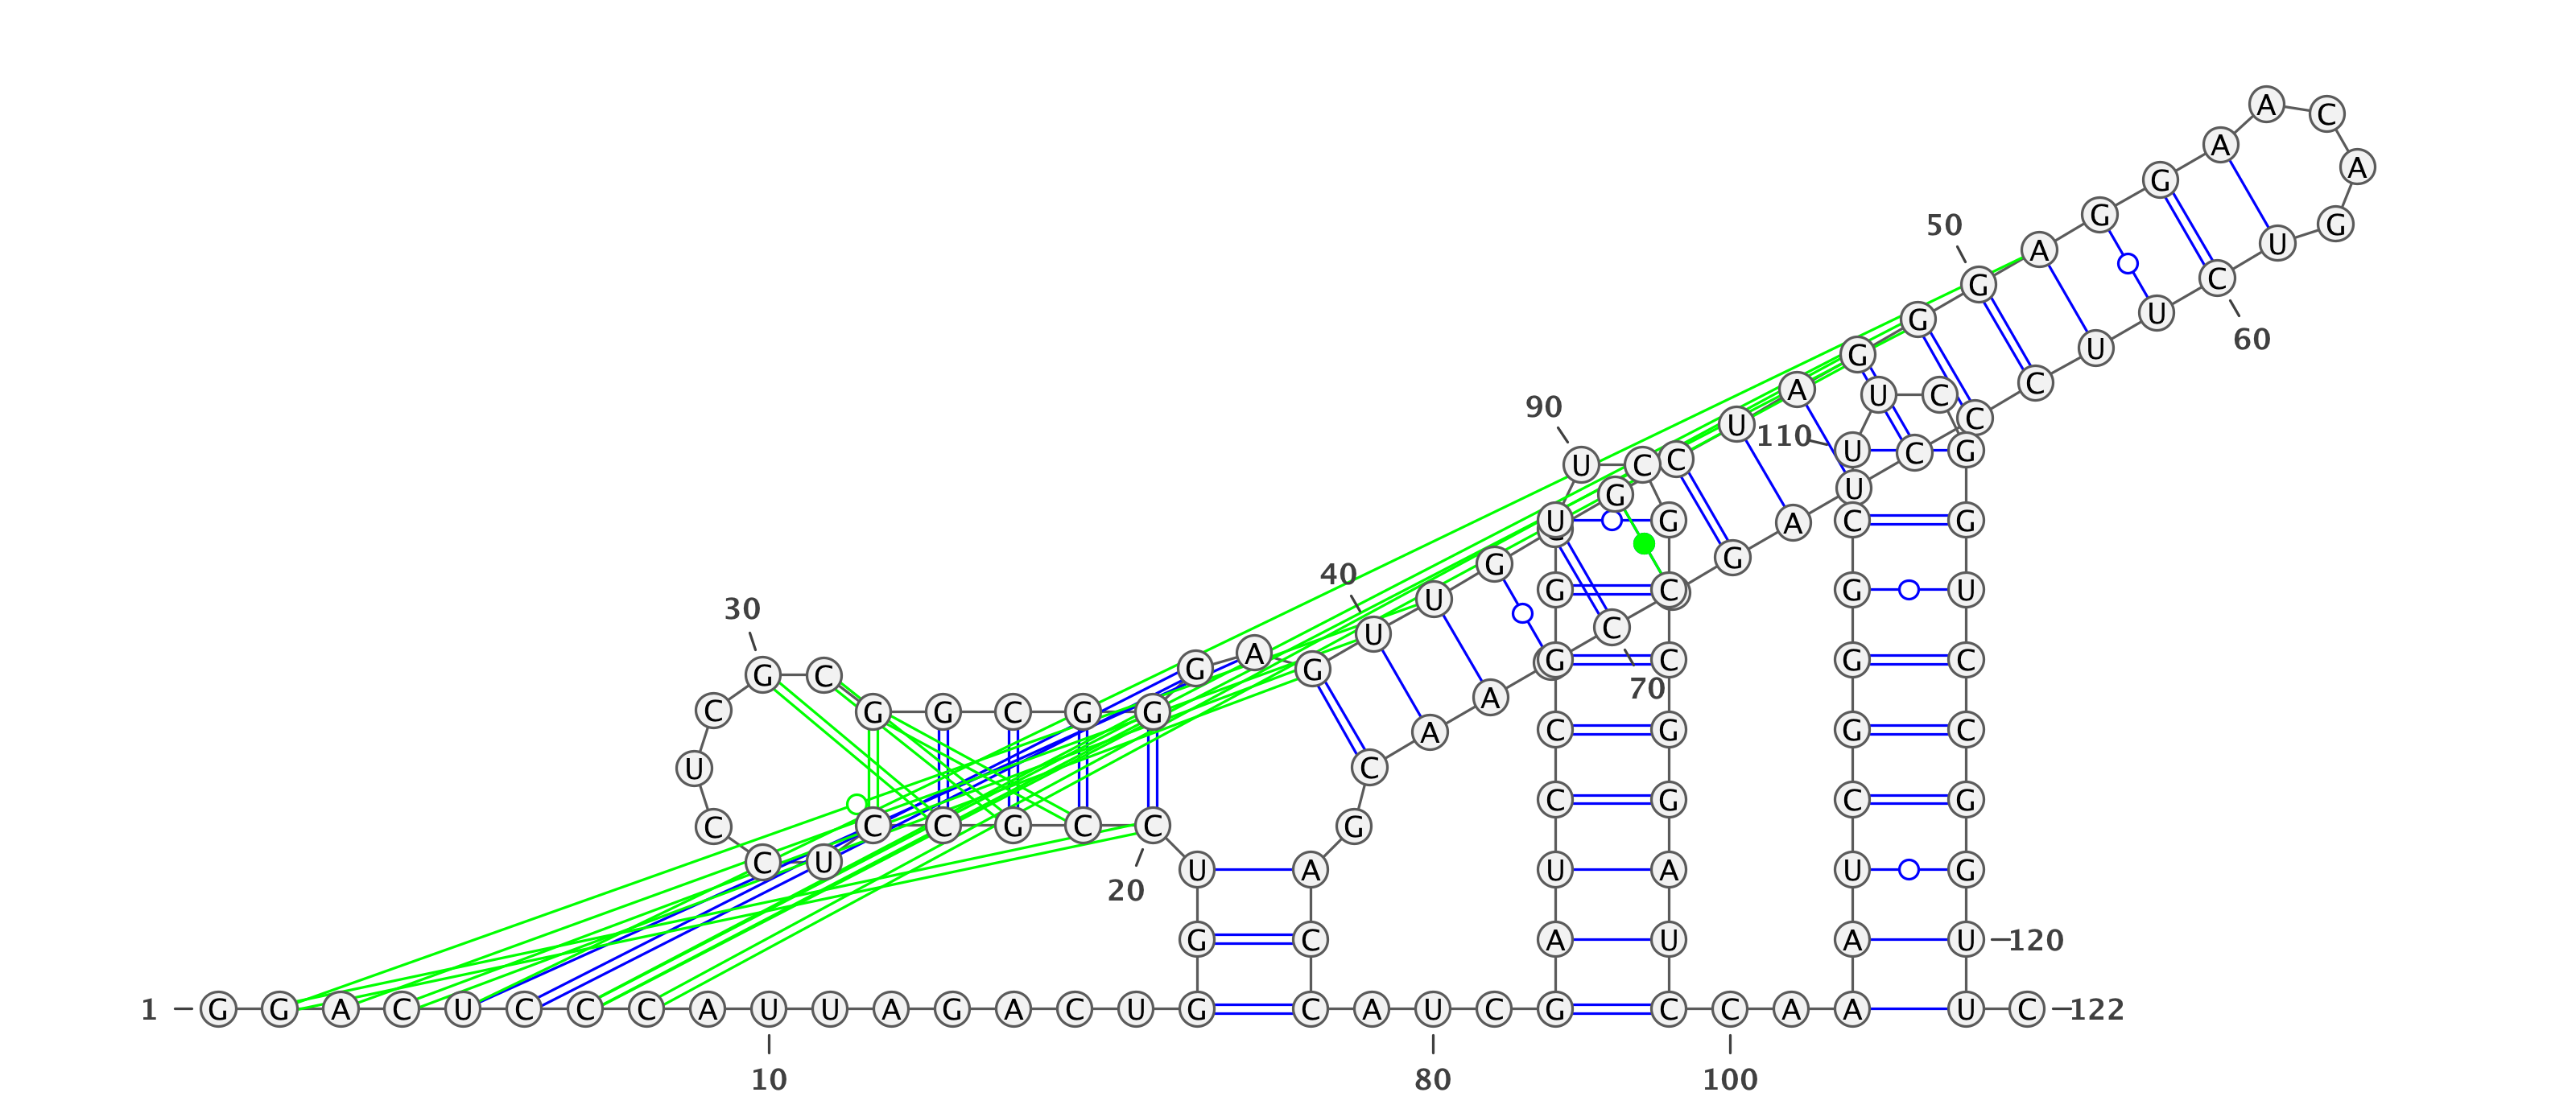 A C
A A
G
50 G G
A U
G C
G U
60
G U
A U C C
90
U 110 C
U C G
U C C
G U
U G A C G
G G
40
U G C G U
30
U C
G A G G C G C
G C
70
A
C G G C G G
A C G G C
U C
C G C G
C C C G C C G
C U U A U A U G
20
G C A U A U 120
1 G G A C U C C C A U U A G A C U G C A U C G C C A A U C 122
10 80 100